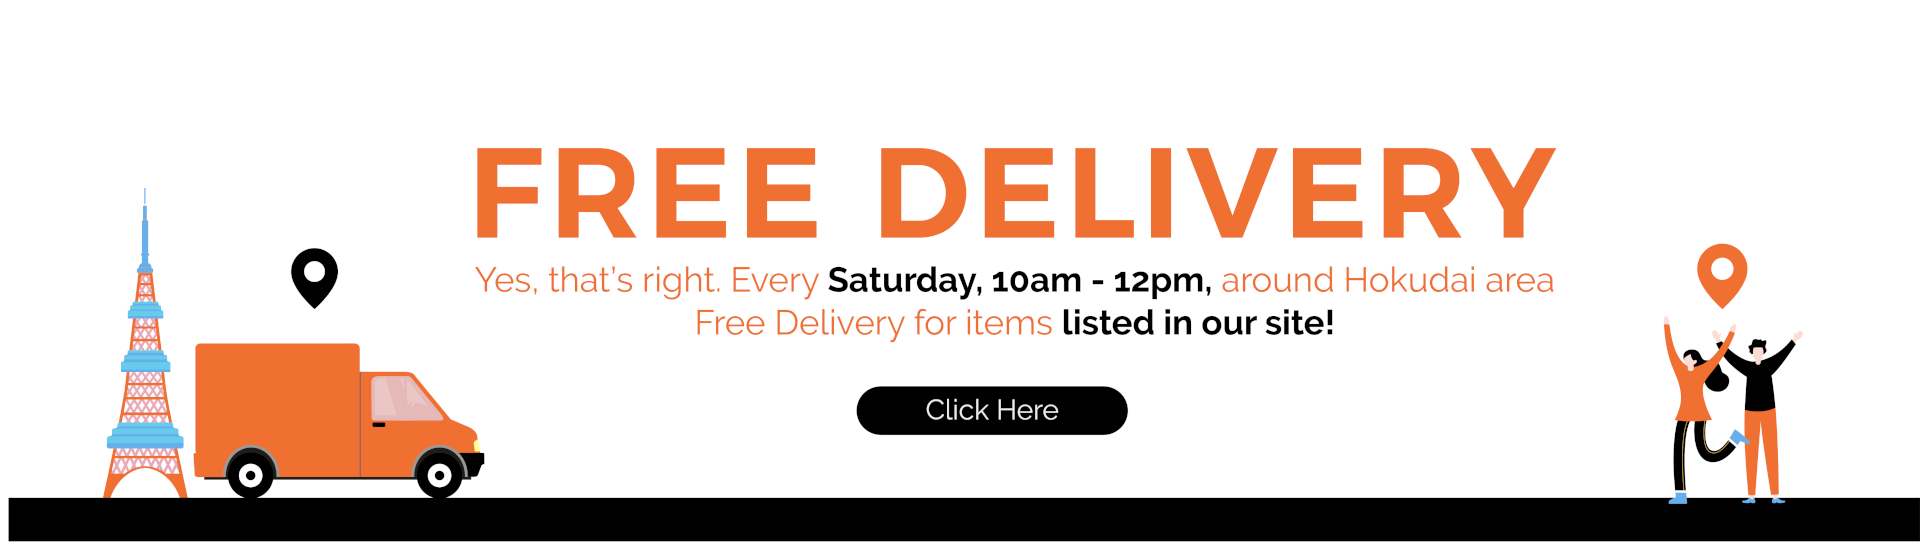 FREE DELIVERY
Yes, that's right. Every Saturday, 10am - 12pm, around Hokudai area
Free Delivery for items listed in our site!
Click Here